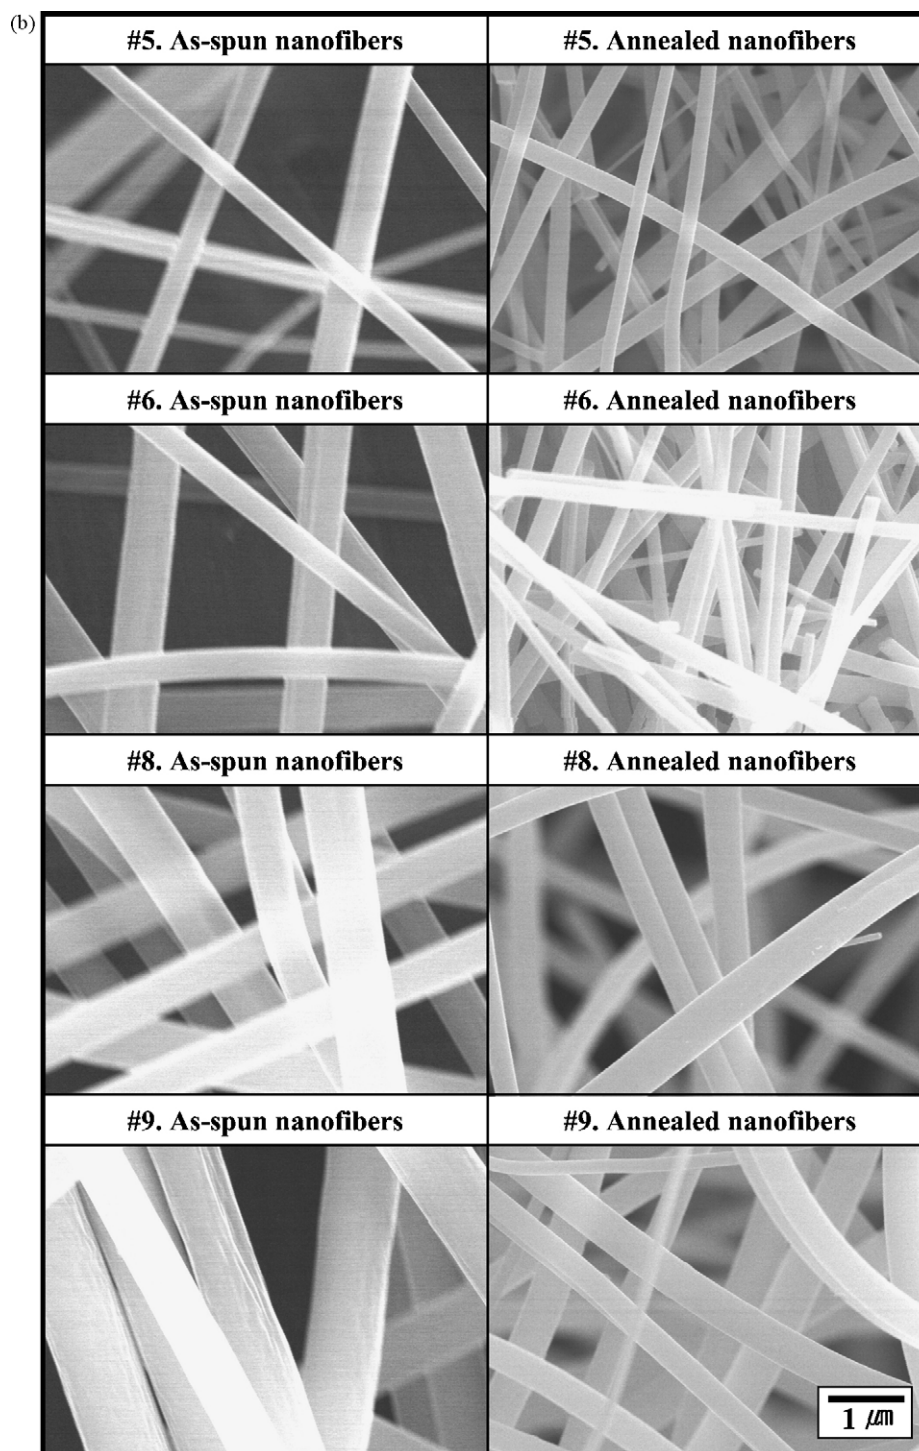 (b)
#5. As-spun nanofibers #5. Annealed nanofibers
#6. As-spun nanofibers #6. Annealed nanofibers
#8. As-spun nanofibers #8. Annealed nanofibers
#9. As-spun nanofibers #9. Annealed nanofibers
1 ㎛